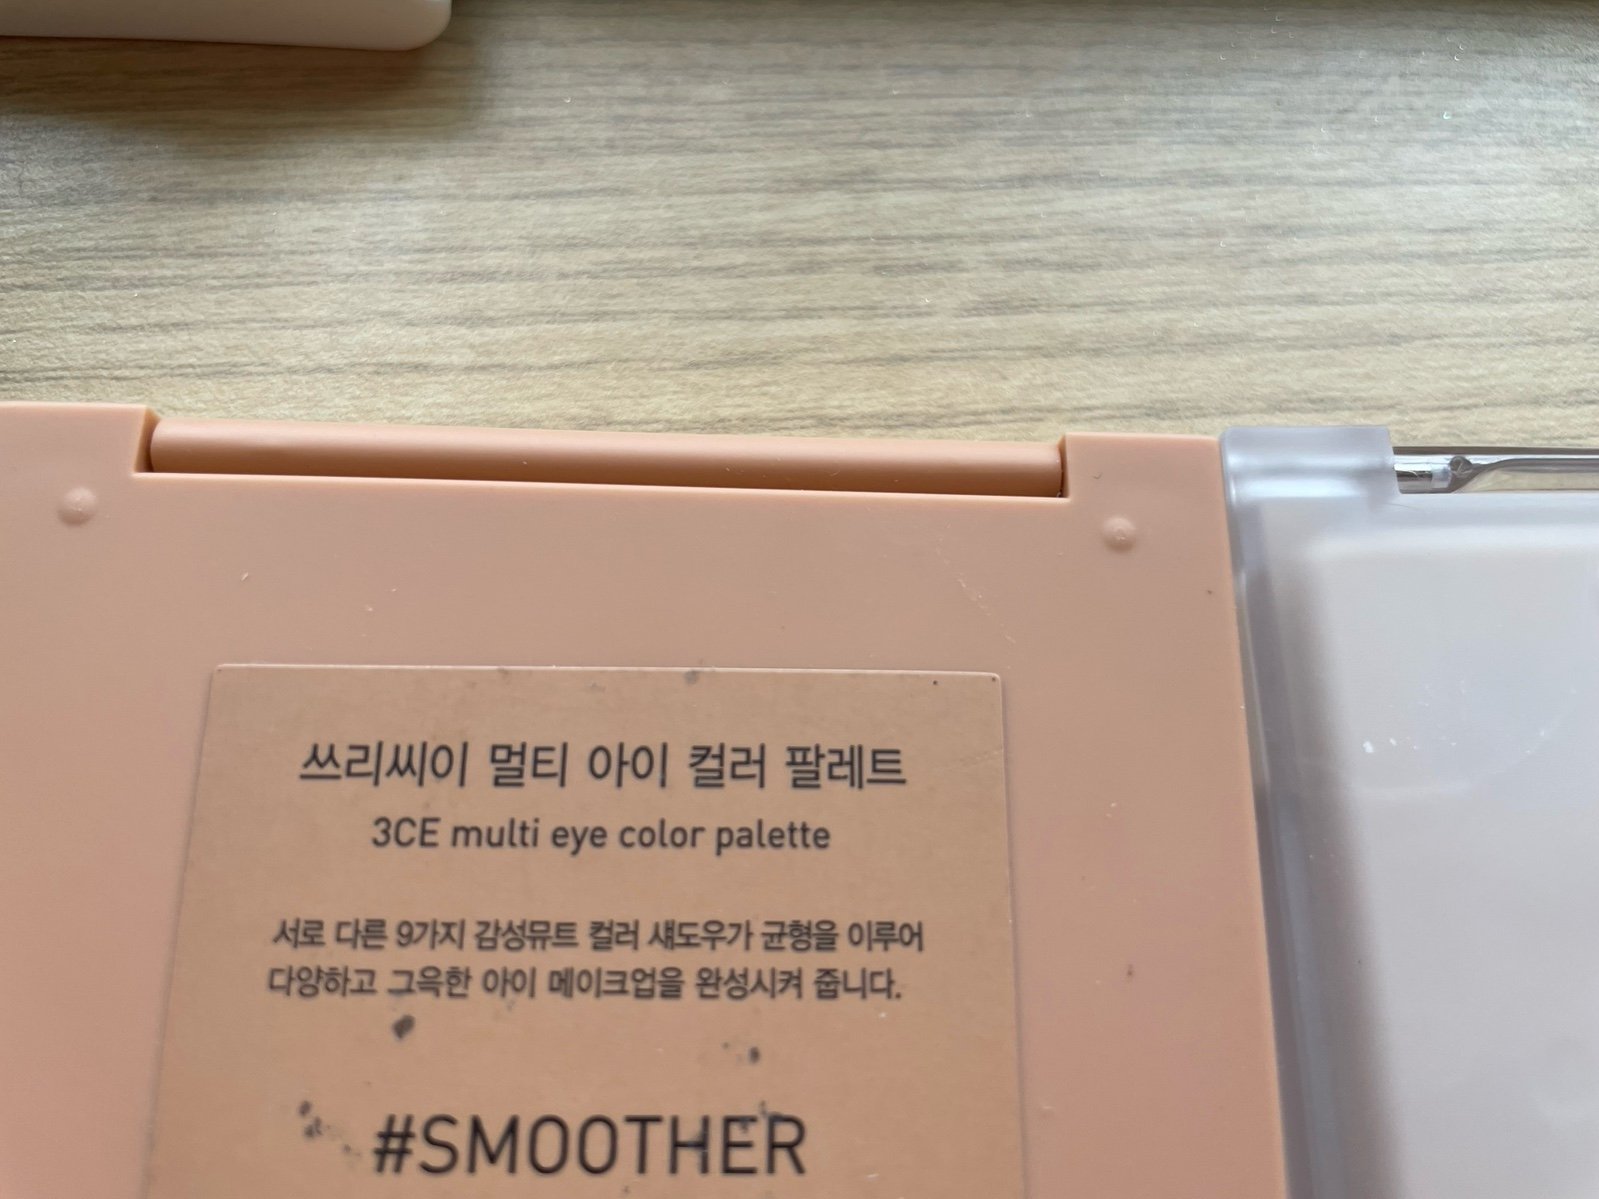 쓰리씨이 멀티 아이 컬러 팔레트
3CE multi eye color palette
서로 다른 9가지 감성뮤트 컬러 섀도우가 균형을 이루어
다양하고 그윽한 아이 메이크업을 완성시켜 줍니다.
#SMOOTHER